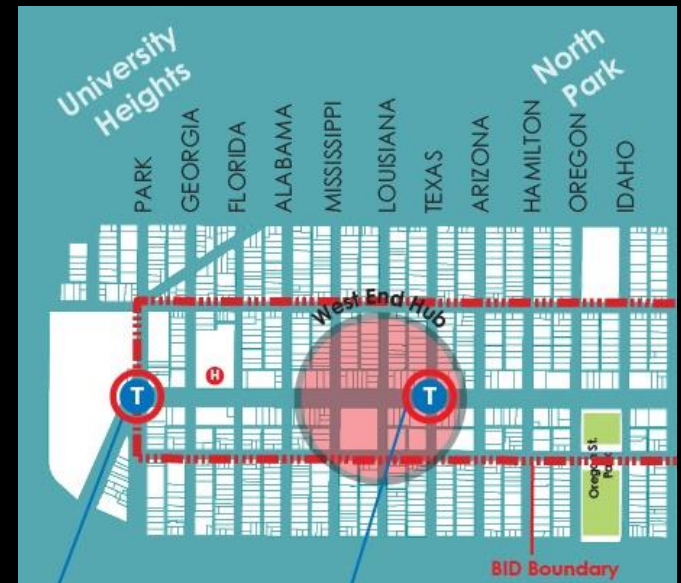 University
Heights
North
Park
PARK
GEORGIA
FLORIDA
ALABAMA
MISSISSIPPI
LOUISIANA
TEXAS
ARIZONA
HAMILTON
OREGON
IDAHO
West End Hub
H
T
T
Oregon St.
Park
BID Boundary